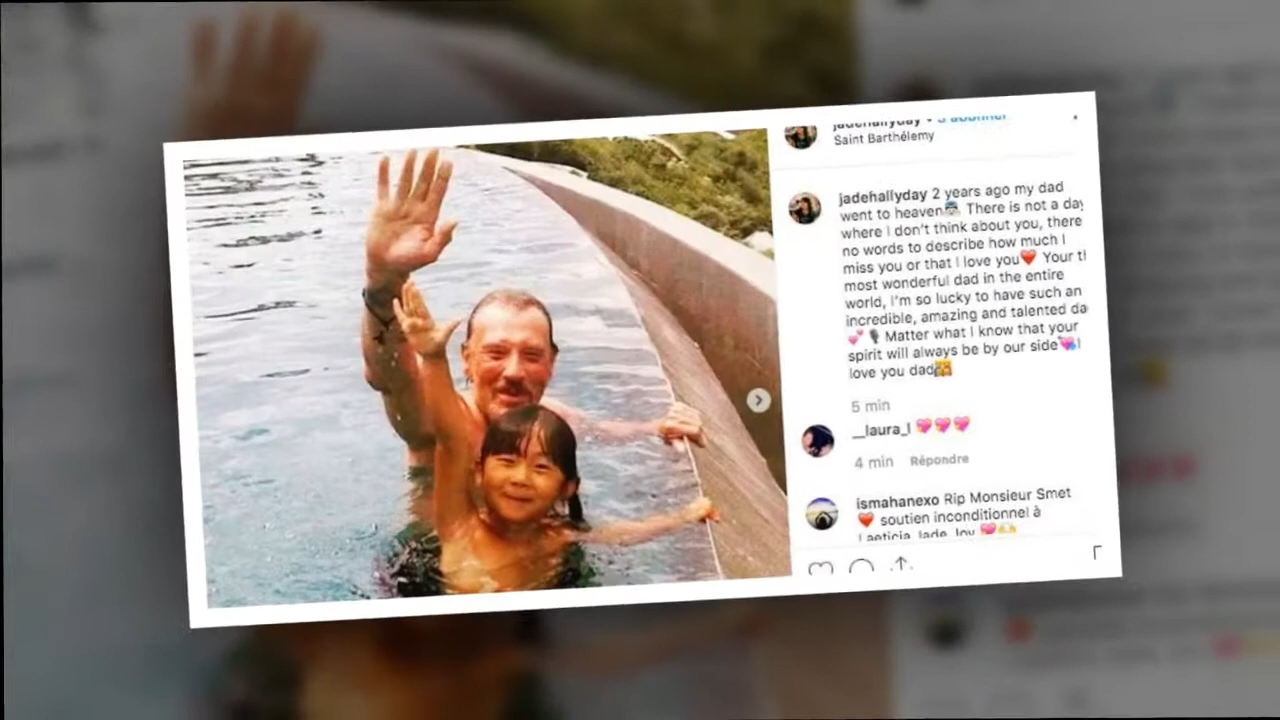 jadehallyday • S'abonner
Saint Barthélemy
jadehallyday 2 years ago my dad
went to heaven👼🏻 There is not a day
where I don't think about you, there
no words to describe how much I
miss you or that I love you❤️ Your th
most wonderful dad in the entire
world, I'm so lucky to have such an
incredible, amazing and talented da
💕🎙 Matter what I know that your
spirit will always be by our side💘I
love you dad
5 min
__laura_l 💖💖💖
4 min Répondre
ismahanexo Rip Monsieur Smet
❤️ soutien inconditionnel à
Laeticia Jade Joy